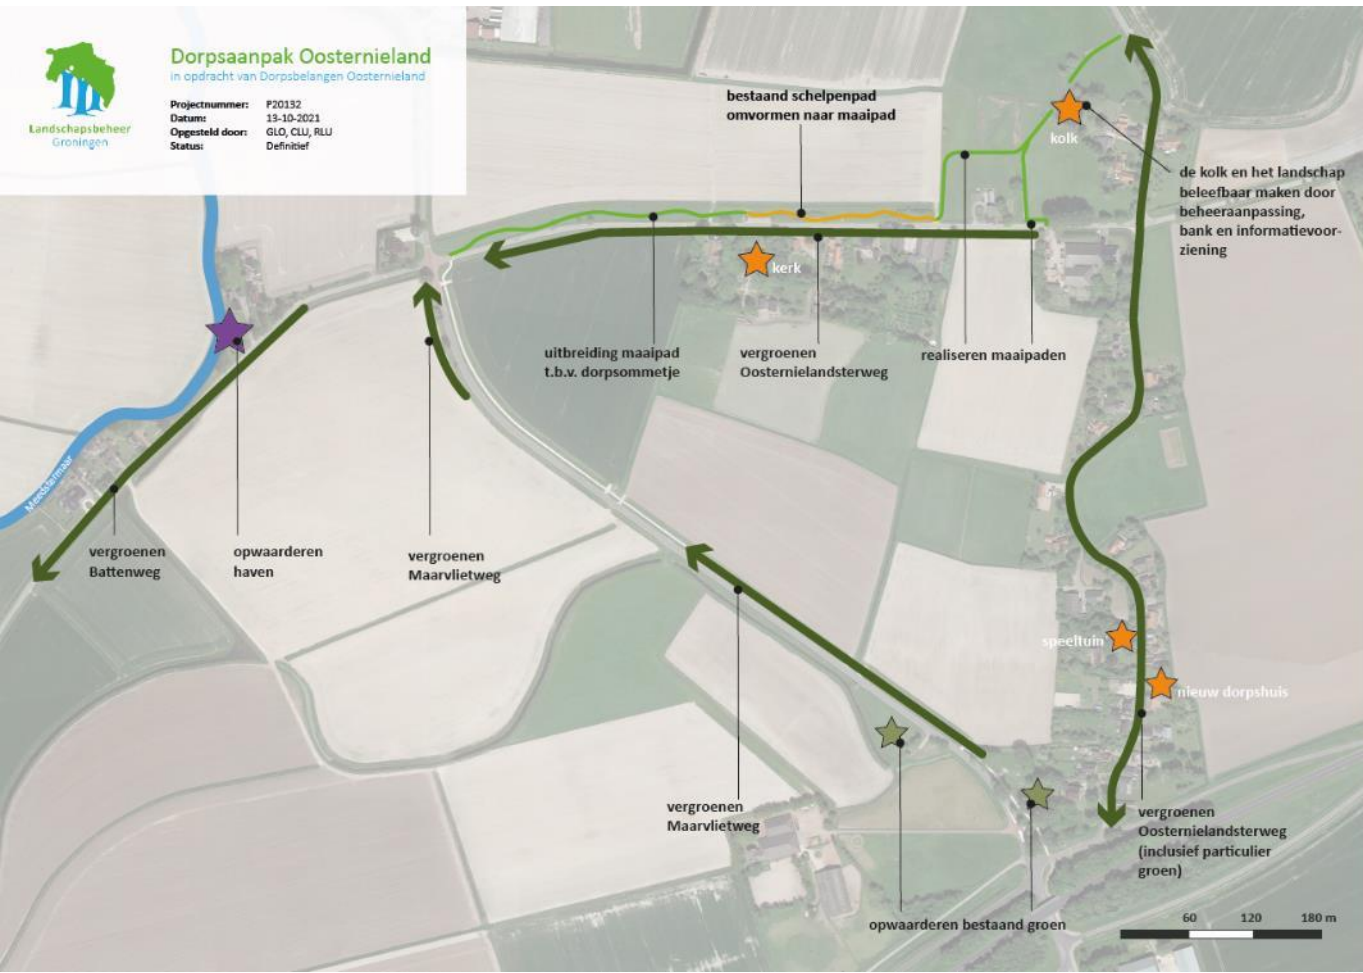 Dorpsaanpak Oosternieland
in opdracht van Dorpsbelangen Oosternieland
Projectnummer: P20132
Datum: 13-10-2021
Opgesteld door: GLO, CLU, RLU
Status: Definitief
Landschapsbeheer
Groningen
bestaand schelpenpad
omvormen naar maaipad
kolk
de kolk en het landschap
beleefbaar maken door
beheeraanpassing,
bank en informatievoor-
ziening
kerk
uitbreiding maaipad
t.b.v. dorpsommetje
vergroenen
Oosternielandsterweg
realiseren maaipaden
Meedstermaar
vergroenen
Battenweg
opwaarderen
haven
vergroenen
Maarvlietweg
speeltuin
nieuw dorpshuis
vergroenen
Maarvlietweg
vergroenen
Oosternielandsterweg
(inclusief particulier
groen)
opwaarderen bestaand groen
60 120 180 m